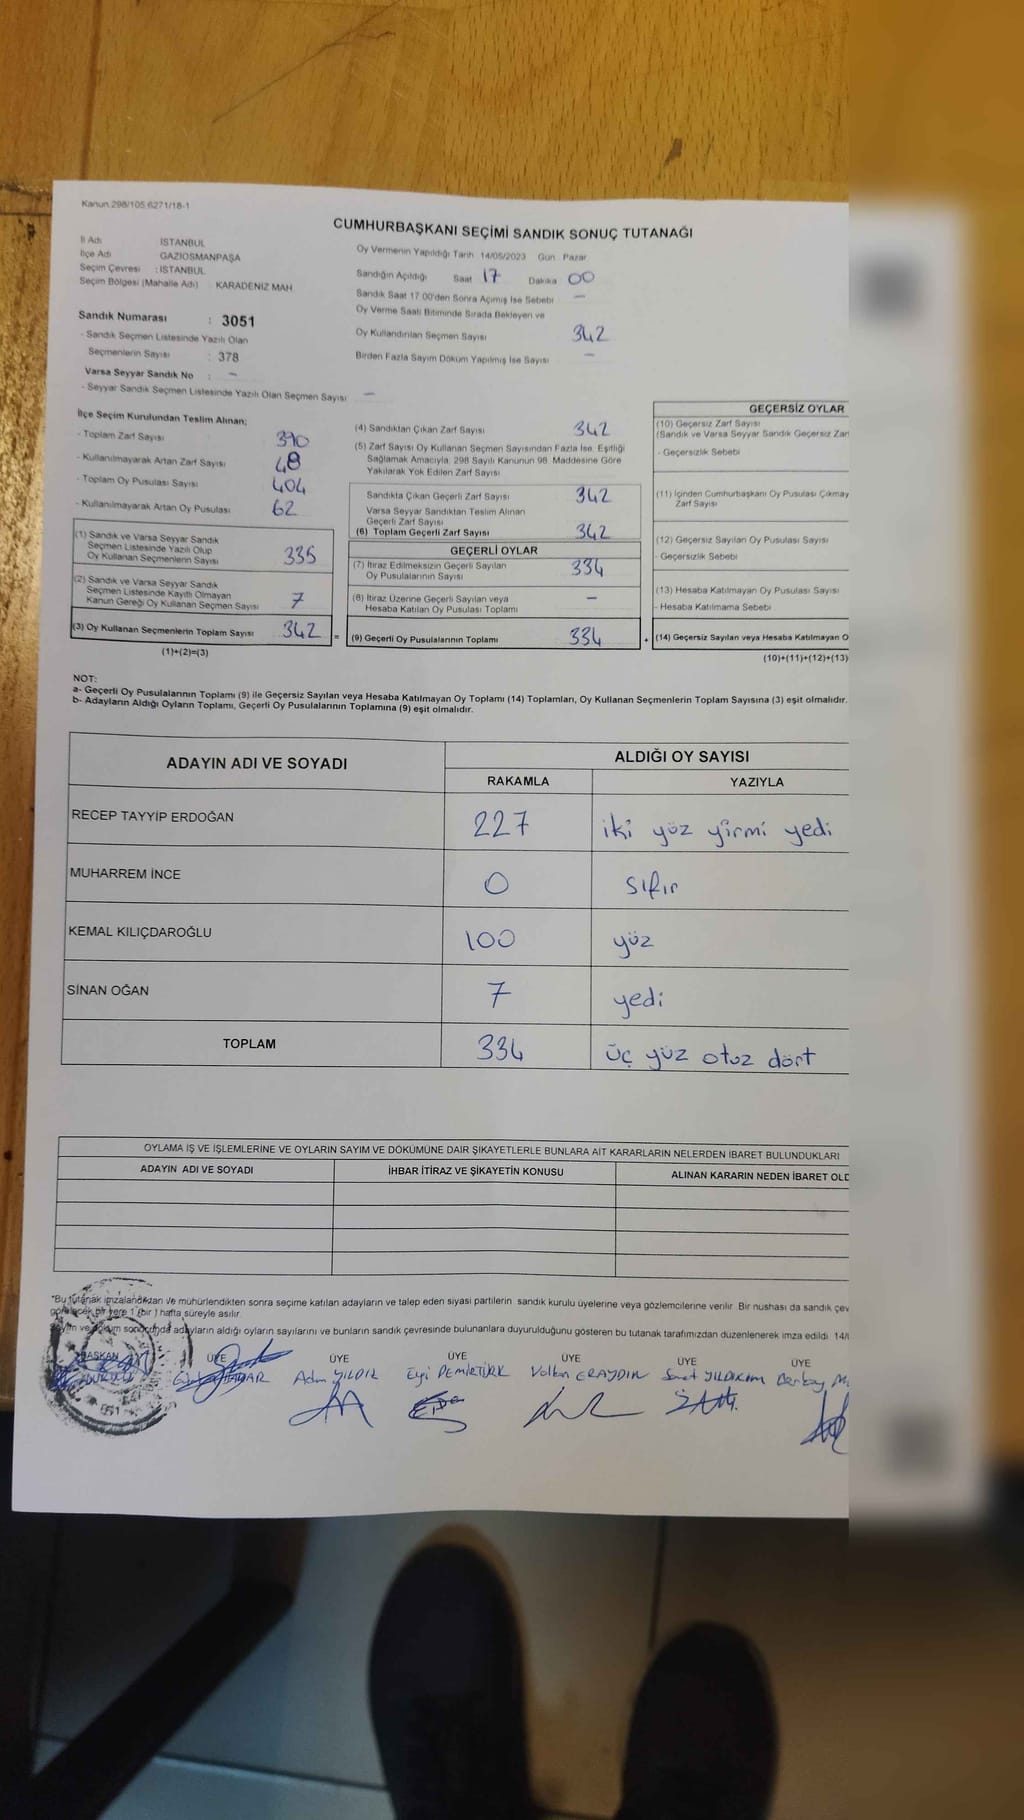 Kanun.298/105,6271/18-1
CUMHURBAŞKANI SEÇİMİ SANDIK SONUÇ TUTANAĞI
İl Adı İSTANBUL
İlçe Adı GAZİOSMANPAŞA
Seçim Çevresi : İSTANBUL
Seçim Bölgesi (Mahalle Adı) KARADENİZ MAH
Sandık Numarası : 3051
- Sandık Seçmen Listesinde Yazılı Olan
Seçmenlerin Sayısı : 378
Varsa Seyyar Sandık No : –
- Seyyar Sandık Seçmen Listesinde Yazılı Olan Seçmen Sayısı –
Oy Vermenin Yapıldığı Tarih 14/05/2023 Gün Pazar
Sandığın Açıldığı Saat 17 Dakika 00
Sandık Saat 17.00'den Sonra Açılmış İse Sebebi –
Oy Verme Saati Bitiminde Sırada Bekleyen ve
Oy Kullandırılan Seçmen Sayısı 342
Birden Fazla Sayım Döküm Yapılmış İse Sayısı –
İlçe Seçim Kurulundan Teslim Alınan;
- Toplam Zarf Sayısı 390
- Kullanılmayarak Artan Zarf Sayısı 48
- Toplam Oy Pusulası Sayısı 404
- Kullanılmayarak Artan Oy Pusulası 62
(1) Sandık ve Varsa Seyyar Sandık
Seçmen Listesinde Yazılı Olup
Oy Kullanan Seçmenlerin Sayısı 335
(2) Sandık ve Varsa Seyyar Sandık
Seçmen Listesinde Kayıtlı Olmayan
Kanun Gereği Oy Kullanan Seçmen Sayısı 7
(3) Oy Kullanan Seçmenlerin Toplam Sayısı 342 =
(1)+(2)=(3)
(4) Sandıktan Çıkan Zarf Sayısı 342
(5) Zarf Sayısı Oy Kullanan Seçmen Sayısından Fazla İse, Eşitliği
Sağlamak Amacıyla, 298 Sayılı Kanunun 98. Maddesine Göre
Yakılarak Yok Edilen Zarf Sayısı
Sandıkta Çıkan Geçerli Zarf Sayısı 342
Varsa Seyyar Sandıktan Teslim Alınan
Geçerli Zarf Sayısı
(6) Toplam Geçerli Zarf Sayısı 342
GEÇERLİ OYLAR
(7) İtiraz Edilmeksizin Geçerli Sayılan
Oy Pusulalarının Sayısı 334
(8) İtiraz Üzerine Geçerli Sayılan veya
Hesaba Katılan Oy Pusulası Toplamı –
(9) Geçerli Oy Pusulalarının Toplamı 334 +
GEÇERSİZ OYLAR
(10) Geçersiz Zarf Sayısı
(Sandık ve Varsa Seyyar Sandık Geçersiz Zar
- Geçersizlik Sebebi
(11) İçinden Cumhurbaşkanı Oy Pusulası Çıkmay
Zarf Sayısı
(12) Geçersiz Sayılan Oy Pusulası Sayısı
- Geçersizlik Sebebi
(13) Hesaba Katılmayan Oy Pusulası Sayısı
- Hesaba Katılmama Sebebi
(14) Geçersiz Sayılan veya Hesaba Katılmayan O
(10)+(11)+(12)+(13)
NOT:
a- Geçerli Oy Pusulalarının Toplamı (9) ile Geçersiz Sayılan veya Hesaba Katılmayan Oy Toplamı (14) Toplamları, Oy Kullanan Seçmenlerin Toplam Sayısına (3) eşit olmalıdır.
b- Adayların Aldığı Oyların Toplamı, Geçerli Oy Pusulalarının Toplamına (9) eşit olmalıdır.
ADAYIN ADI VE SOYADI ALDIĞI OY SAYISI
RAKAMLA YAZIYLA
RECEP TAYYİP ERDOĞAN 227 iki yüz yirmi yedi
MUHARREM İNCE 0 sıfır
KEMAL KILIÇDAROĞLU 100 yüz
SİNAN OĞAN 7 yedi
TOPLAM 334 üç yüz otuz dört
OYLAMA İŞ VE İŞLEMLERİNE VE OYLARIN SAYIM VE DÖKÜMÜNE DAİR ŞİKAYETLERLE BUNLARA AİT KARARLARIN NELERDEN İBARET BULUNDUKLARI
ADAYIN ADI VE SOYADI İHBAR İTİRAZ VE ŞİKAYETİN KONUSU ALINAN KARARIN NEDEN İBARET OLD
*Bu tutanak imzalandıktan ve mühürlendikten sonra seçime katılan adayların ve talep eden siyasi partilerin sandık kurulu üyelerine veya gözlemcilerine verilir. Bir nushası da sandık çev
görülecek bir yere 1 (bir) hafta süreyle asılır.
Sayım ve döküm sonucunda adayların aldığı oyların sayılarını ve bunların sandık çevresinde bulunanlara duyurulduğunu gösteren bu tutanak tarafımızdan düzenlenerek imza edildi. 14/
BAŞKAN ÜYE ÜYE ÜYE ÜYE ÜYE ÜYE
YILDIZ DEMİRTÜRK Volkan ERAYDIN YILDIRIM